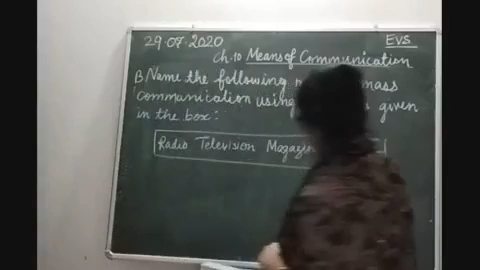 29.07.2020 EVS
Ch.10 Means of Communication
B) Name the following mass
communication using given
in the box:
Radio Television Magazi